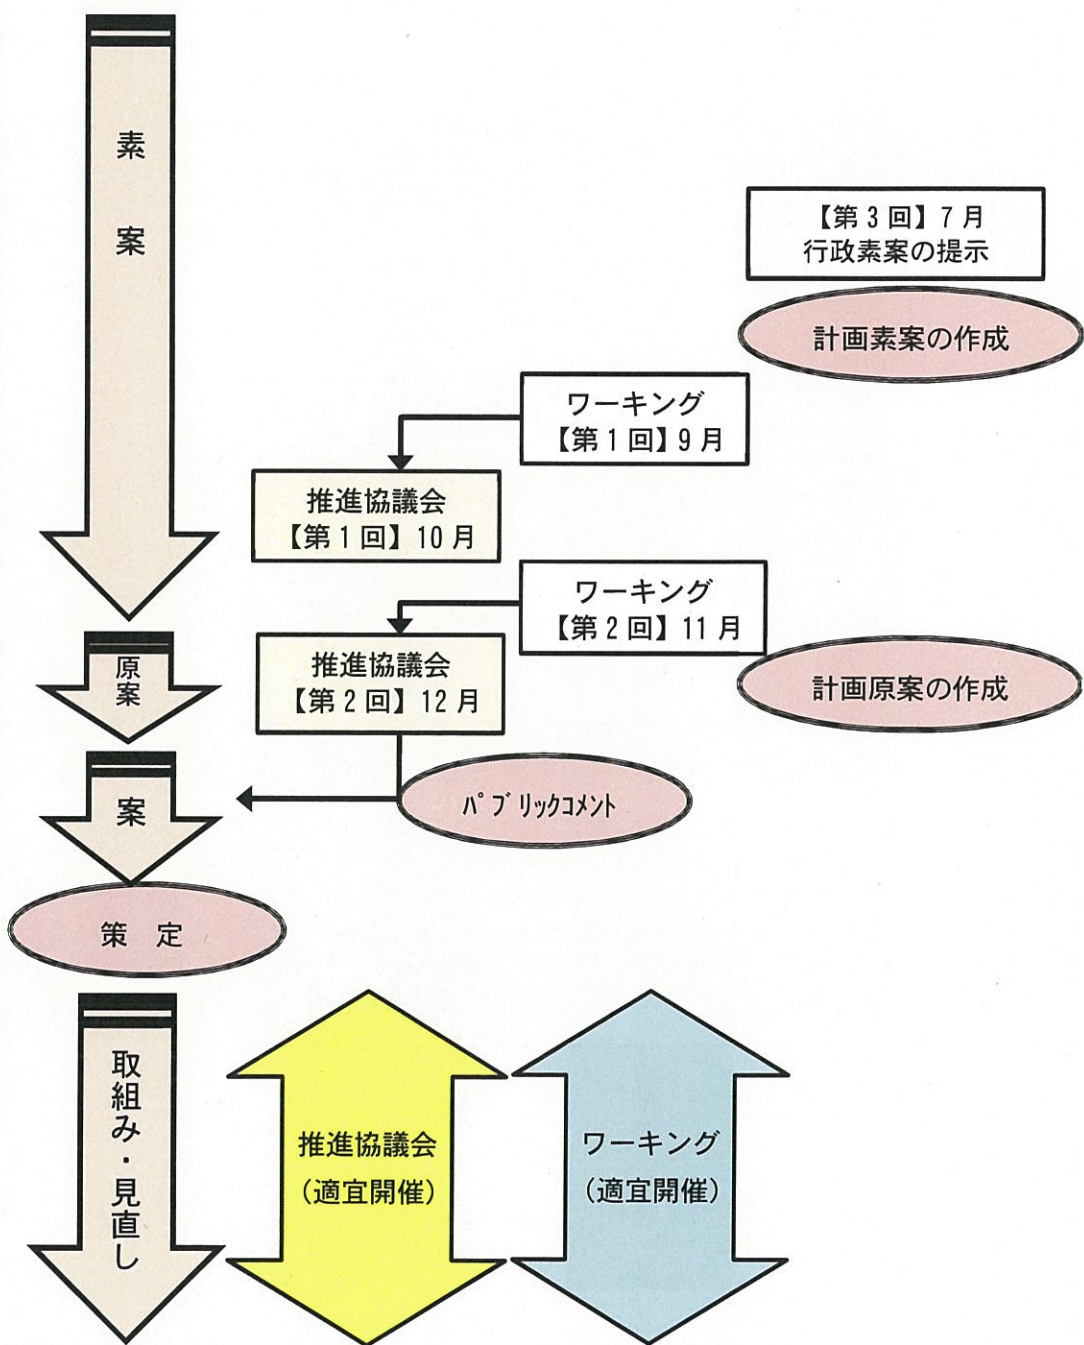 素案
【第3回】7月
行政素案の提示
計画素案の作成
ワーキング
【第1回】9月
推進協議会
【第1回】10月
ワーキング
【第2回】11月
原案
推進協議会
【第2回】12月
計画原案の作成
案
パブリックコメント
策 定
取組み・見直し
推進協議会
（適宜開催）
ワーキング
（適宜開催）